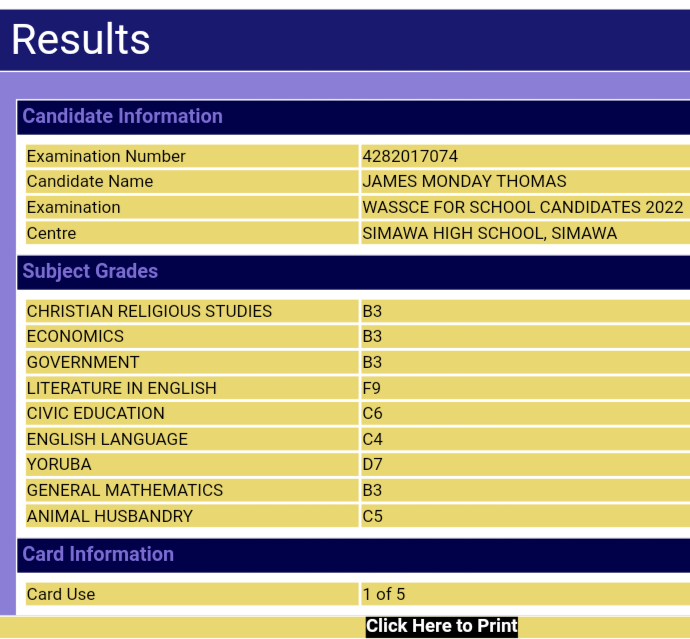 Results
Candidate Information
Examination Number 4282017074
Candidate Name JAMES MONDAY THOMAS
Examination WASSCE FOR SCHOOL CANDIDATES 2022
Centre SIMAWA HIGH SCHOOL, SIMAWA
Subject Grades
CHRISTIAN RELIGIOUS STUDIES B3
ECONOMICS B3
GOVERNMENT B3
LITERATURE IN ENGLISH F9
CIVIC EDUCATION C6
ENGLISH LANGUAGE C4
YORUBA D7
GENERAL MATHEMATICS B3
ANIMAL HUSBANDRY C5
Card Information
Card Use 1 of 5
Click Here to Print